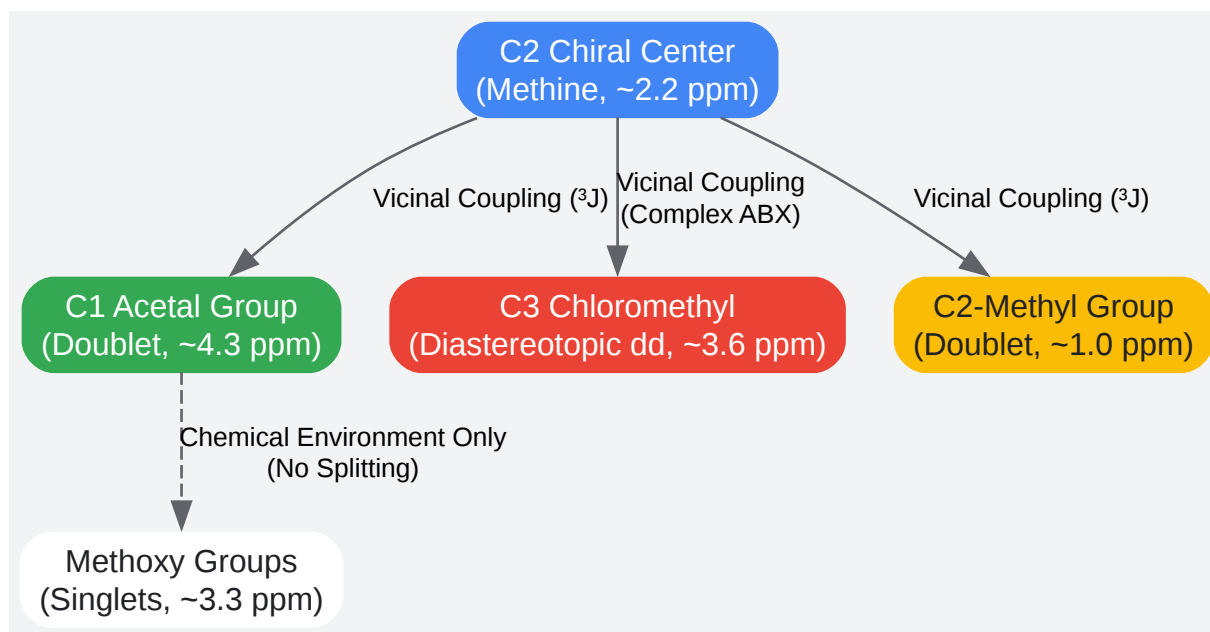 C2 Chiral Center
(Methine, ~2.2 ppm)
Vicinal Coupling (³J)
Vicinal Coupling
(Complex ABX)
Vicinal Coupling (³J)
C1 Acetal Group
(Doublet, ~4.3 ppm)
C3 Chloromethyl
(Diastereotopic dd, ~3.6 ppm)
C2-Methyl Group
(Doublet, ~1.0 ppm)
Chemical Environment Only
(No Splitting)
Methoxy Groups
(Singlets, ~3.3 ppm)